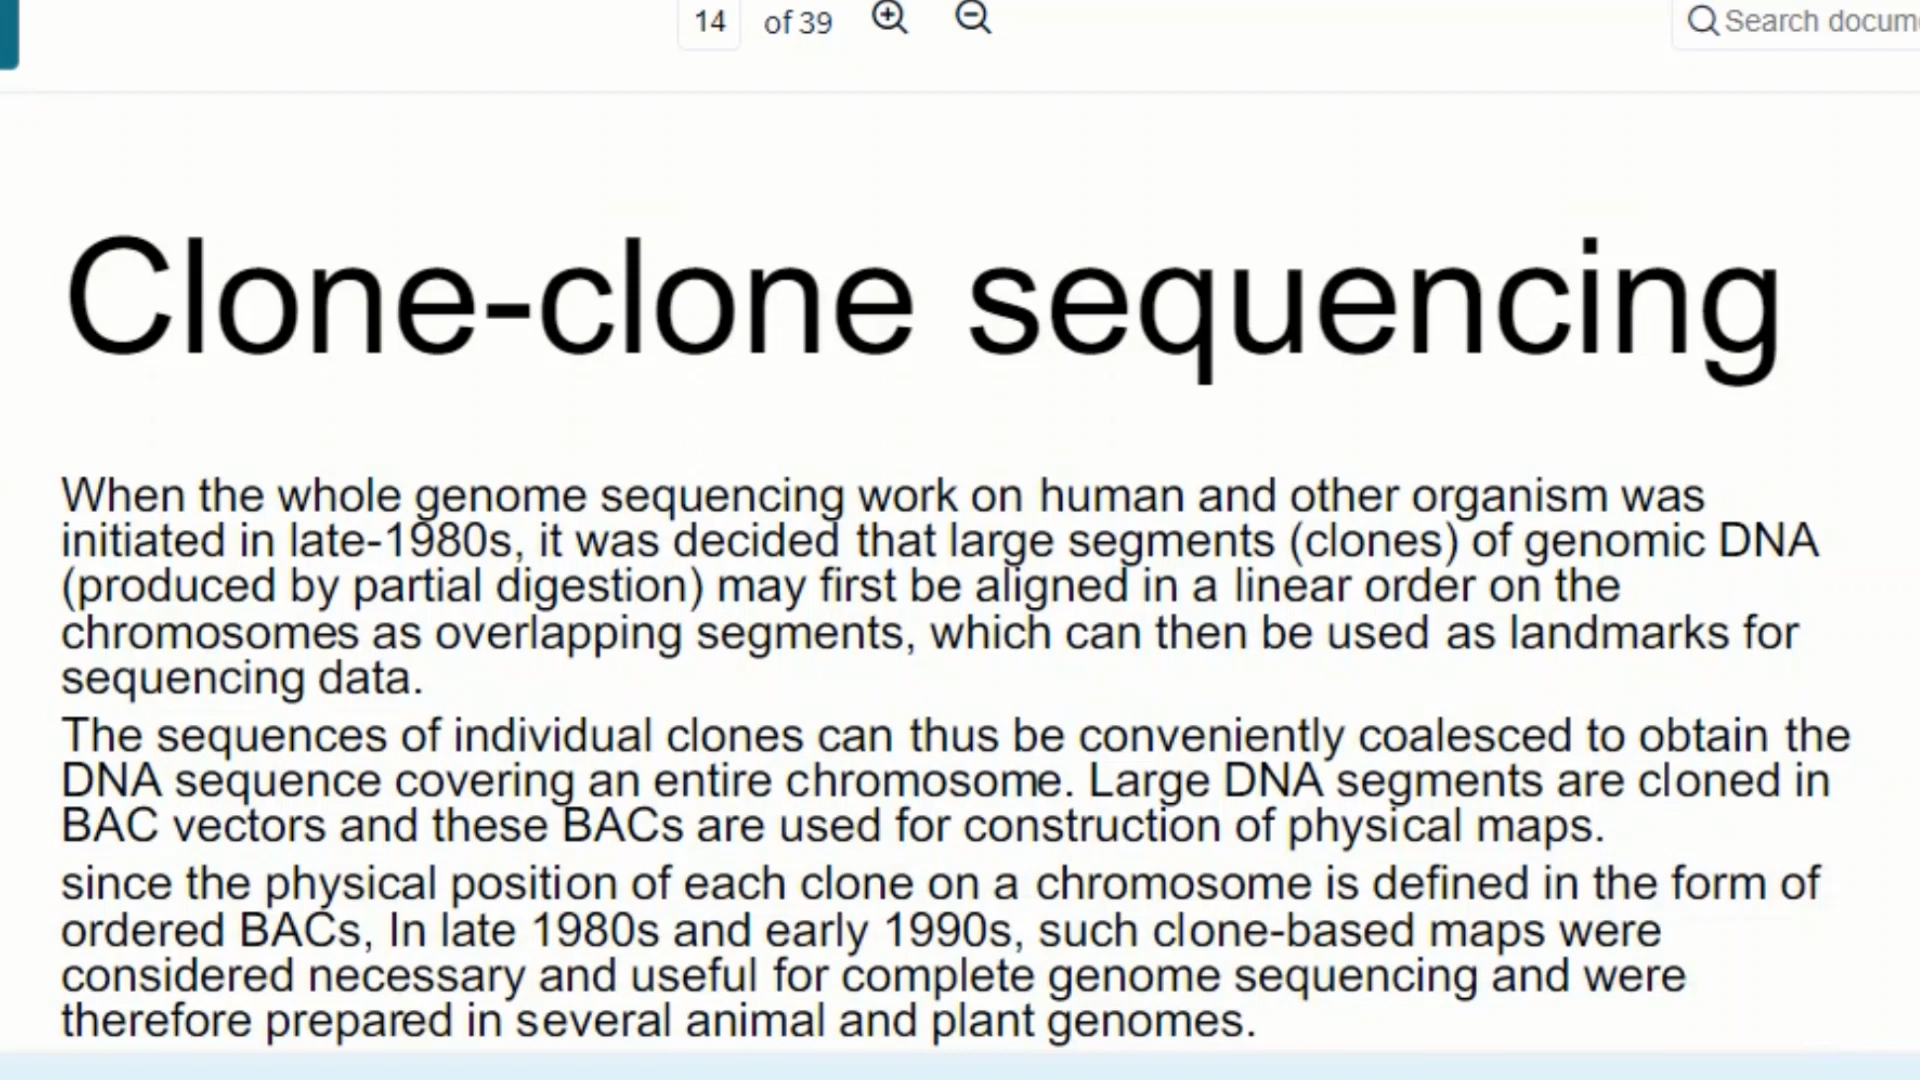 14 of 39 Search docum
Clone-clone sequencing
When the whole genome sequencing work on human and other organism was
initiated in late-1980s, it was decided that large segments (clones) of genomic DNA
(produced by partial digestion) may first be aligned in a linear order on the
chromosomes as overlapping segments, which can then be used as landmarks for
sequencing data.
The sequences of individual clones can thus be conveniently coalesced to obtain the
DNA sequence covering an entire chromosome. Large DNA segments are cloned in
BAC vectors and these BACs are used for construction of physical maps.
since the physical position of each clone on a chromosome is defined in the form of
ordered BACs, In late 1980s and early 1990s, such clone-based maps were
considered necessary and useful for complete genome sequencing and were
therefore prepared in several animal and plant genomes.